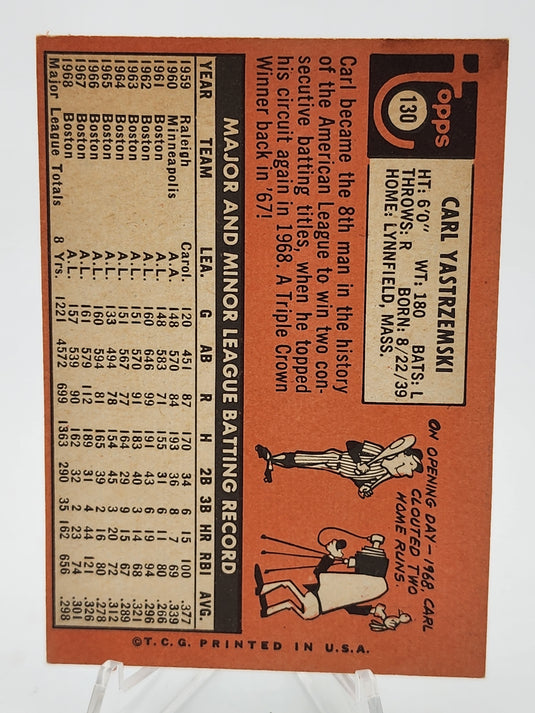 Topps
130
CARL YASTRZEMSKI
HT: 6'0" WT: 180 BATS: L
THROWS: R BORN: 8/22/39
HOME: LYNNFIELD, MASS.
Carl became the 8th man in the history
of the American League to win two con-
secutive batting titles, when he topped
his circuit again in 1968. A Triple Crown
Winner back in '67!
ON OPENING DAY—1968, CARL
CLOUTED TWO
HOME RUNS.
MAJOR AND MINOR LEAGUE BATTING RECORD
YEAR TEAM LEA. G AB R H 2B 3B HR RBI AVG.
1959 Raleigh Carol. 120 451 87 170 34 6 15 100 .377
1960 Minneapolis A.A. 148 570 84 193 36 8 7 69 .339
1961 Boston A.L. 148 583 71 155 31 6 11 80 .266
1962 Boston A.L. 160 646 99 191 43 6 19 94 .296
1963 Boston A.L. 151 570 91 183 40 3 14 68 .321
1964 Boston A.L. 151 567 77 164 29 9 15 67 .289
1965 Boston A.L. 133 494 78 154 45 3 20 72 .312
1966 Boston A.L. 160 594 81 165 39 2 16 80 .278
1967 Boston A.L. 161 579 112 189 31 4 44 121 .326
1968 Boston A.L. 157 539 90 162 32 2 23 74 .301
Major League Totals 8 Yrs. 1221 4572 699 1363 290 35 162 656 .298
©T.C.G. PRINTED IN U.S.A.